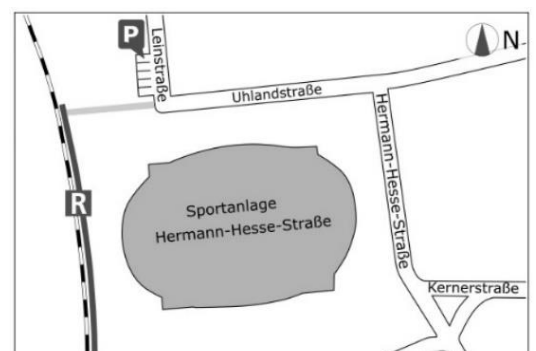 P
Leinstraße
N
Uhlandstraße
Hermann-Hesse-Straße
Sportanlage
Hermann-Hesse-Straße
R
Kernerstraße